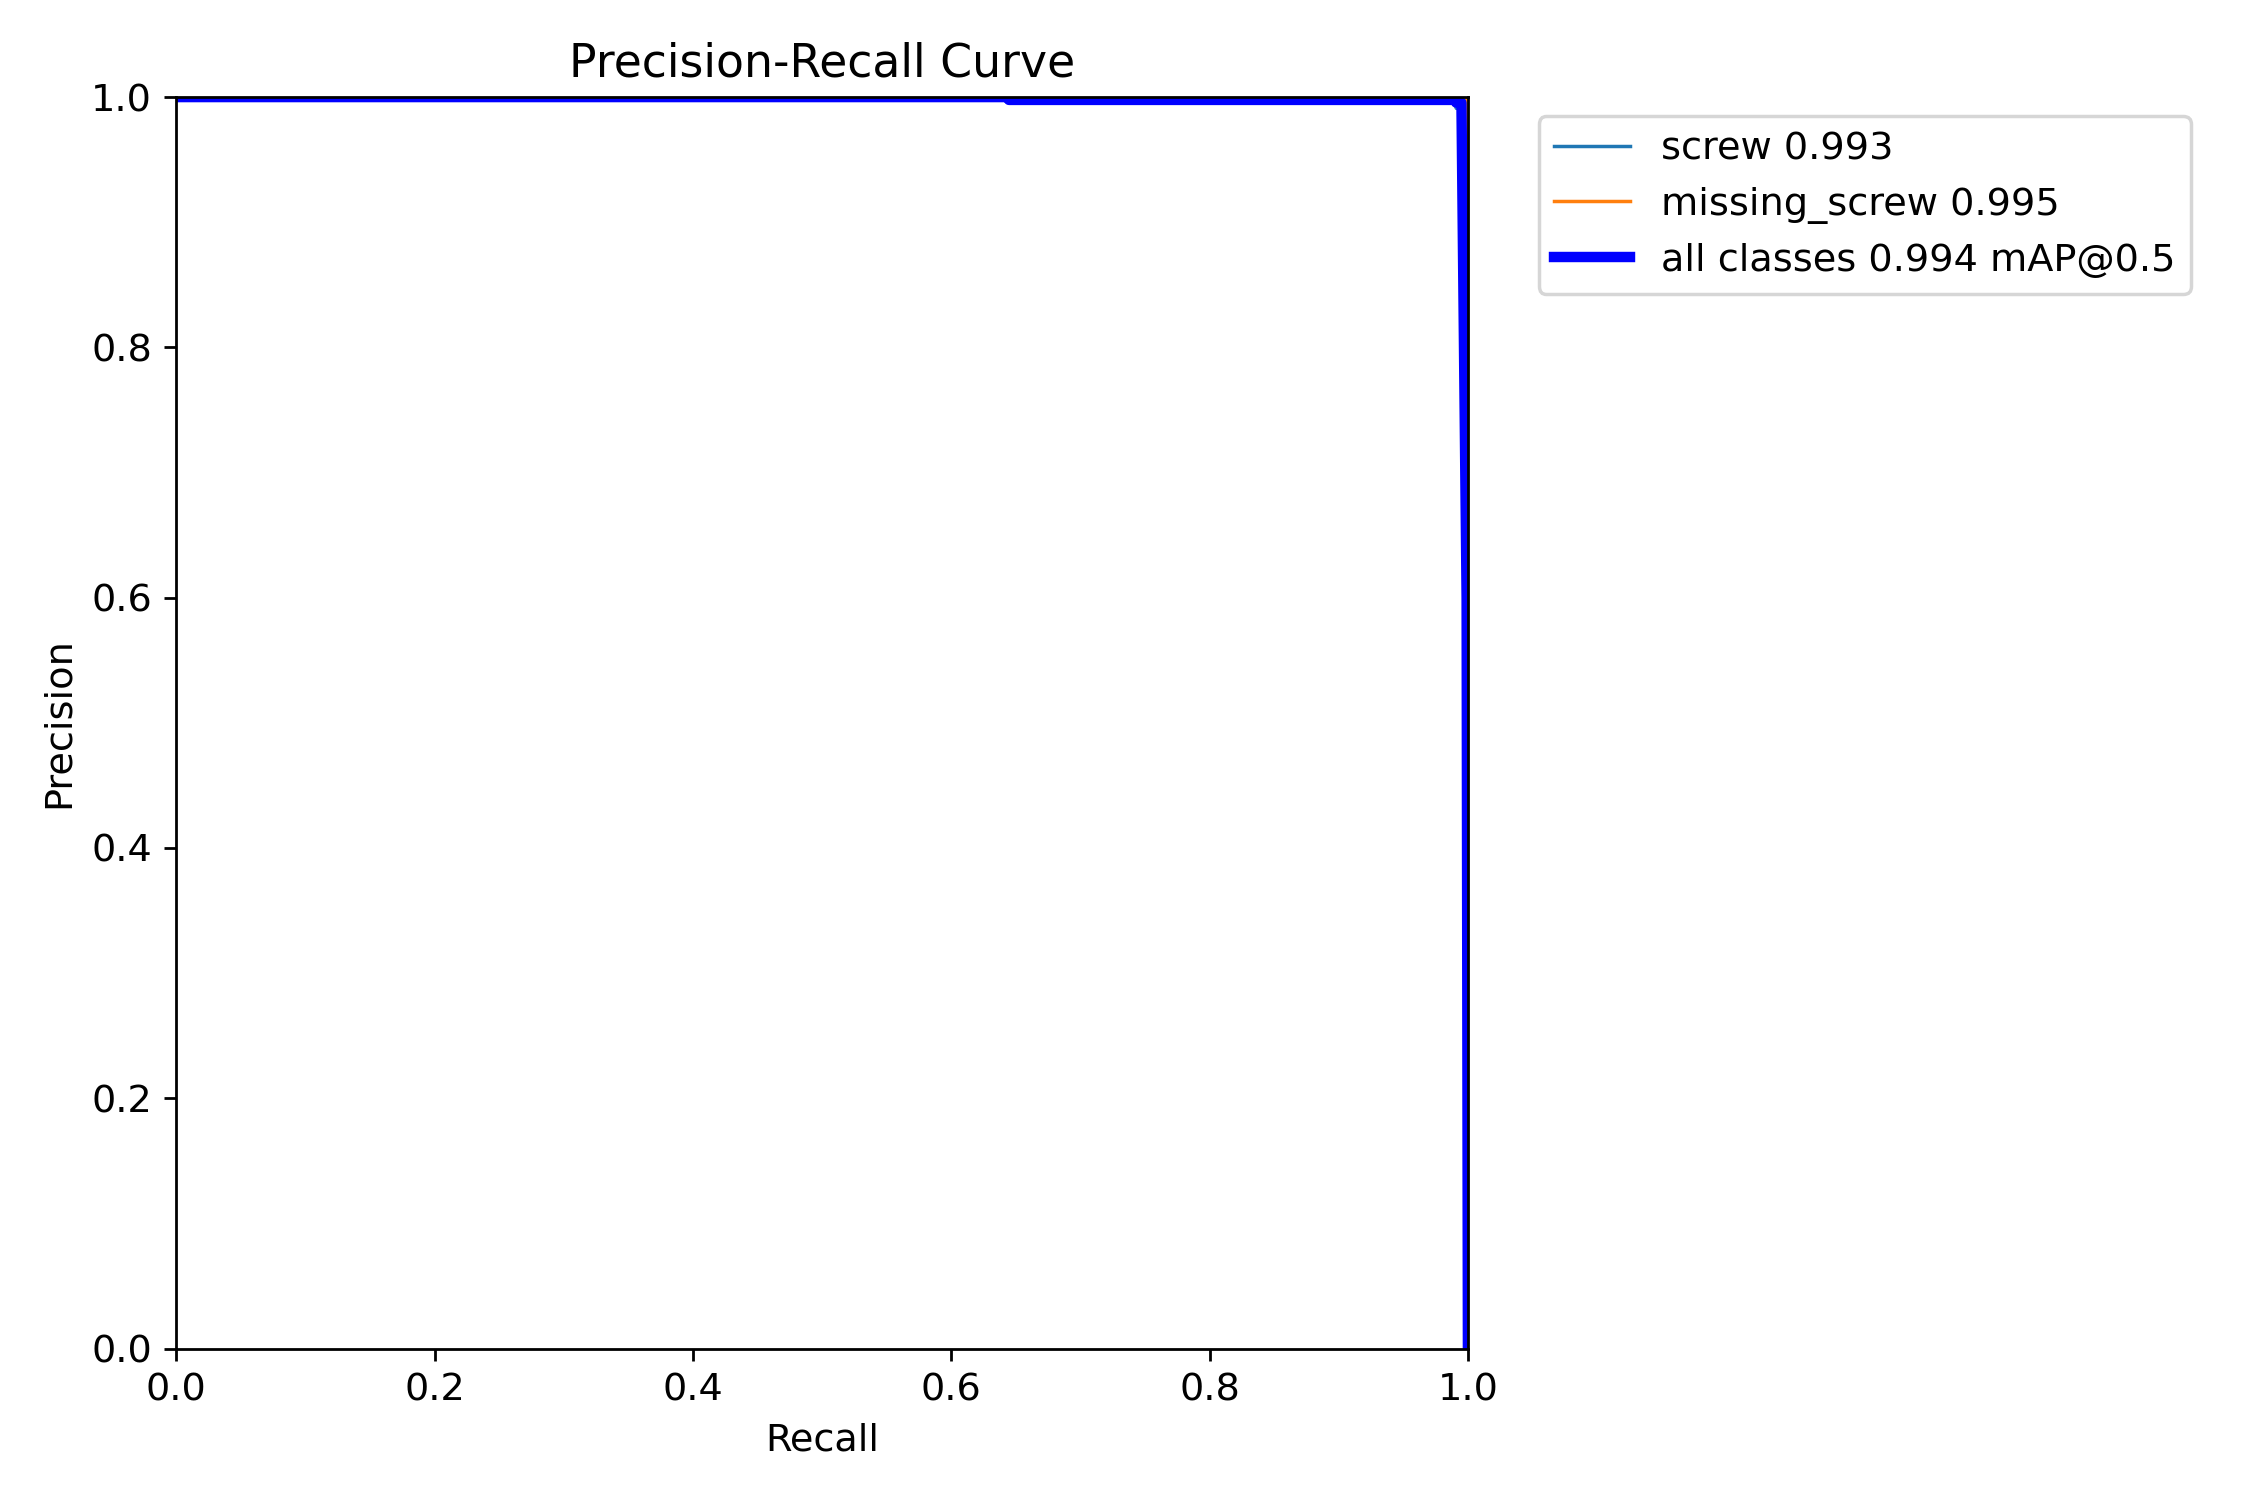 Precision-Recall Curve
1.0
0.8
0.6
0.4
0.2
0.0
Precision
0.0 0.2 0.4 0.6 0.8 1.0
Recall
screw 0.993
missing_screw 0.995
all classes 0.994 mAP@0.5